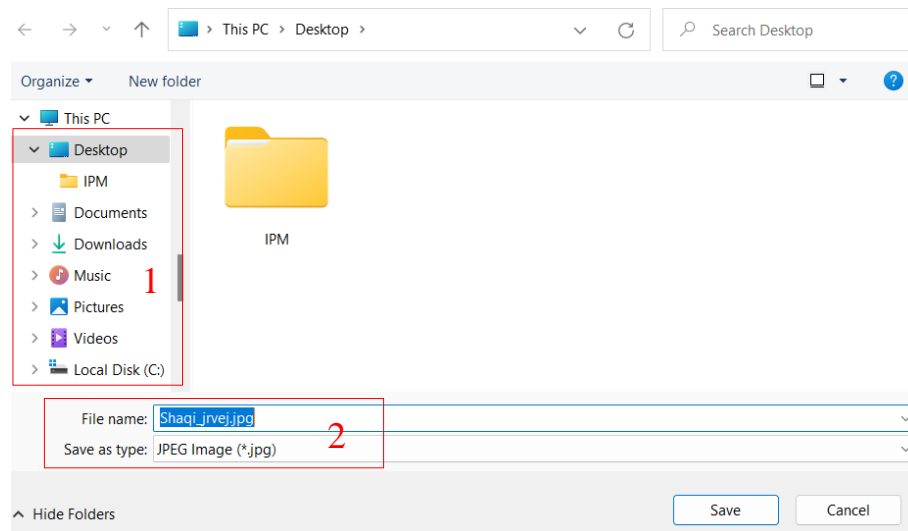 This PC > Desktop >
Search Desktop
Organize
New folder
?
This PC
Desktop
IPM
Documents
Downloads
Music
Pictures
Videos
Local Disk (C:)
1
IPM
File name: Shaqi_jrvej.jpg
Save as type: JPEG Image (*.jpg)
2
Hide Folders
Save
Cancel